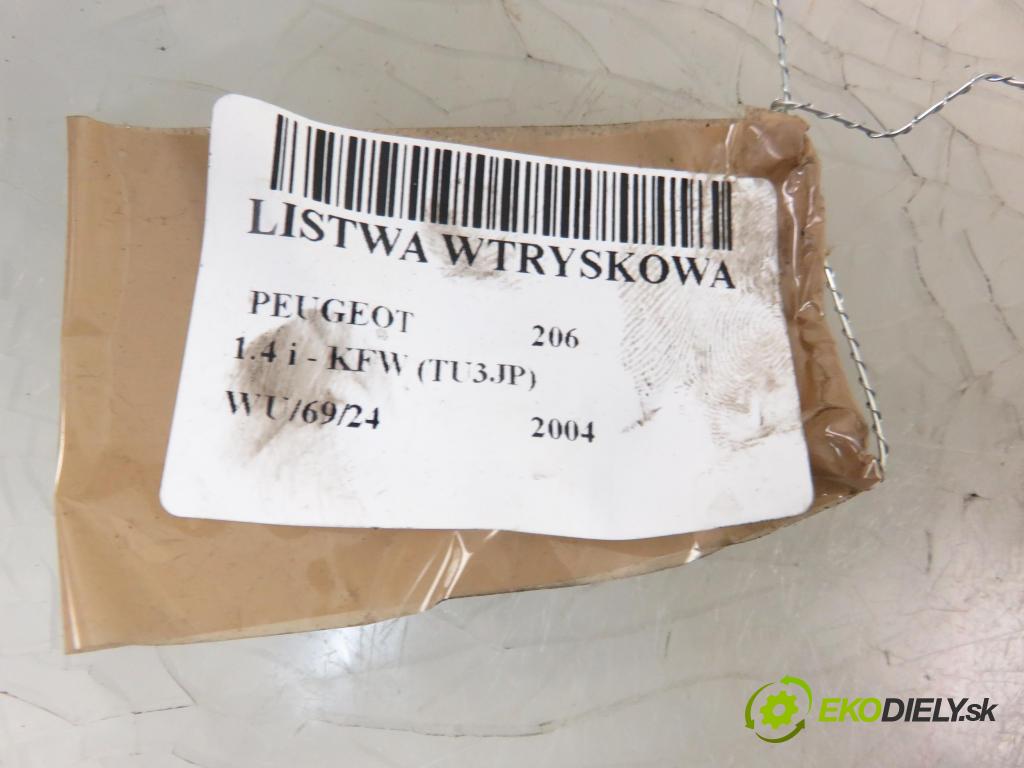 LISTWA WTRYSKOWA
PEUGEOT 206
1.4 i - KFW (TU3JP)
WU/69/24 2004
EKODIELY.sk